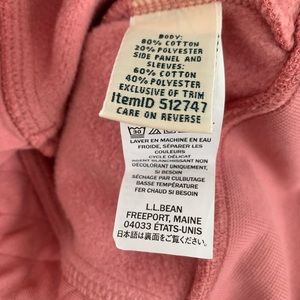 BODY:
80% COTTON
20% POLYESTER
SIDE PANEL AND
SLEEVES:
60% COTTON
40% POLYESTER
EXCLUSIVE OF TRIM
ItemID 512747
CARE ON REVERSE
LAVER EN MACHINE EN EAU
FROIDE, SÉPARER LES
COULEURS
CYCLE DÉLICAT
AGENT BLANCHISSANT NON
DÉCOLORANT UNIQUEMENT,
SI BESOIN
SÉCHAGE PAR CULBUTAGE
BASSE TEMPÉRATURE
FER CHAUD SI BESOIN
L.L.BEAN
FREEPORT, MAINE
04033 ÉTATS-UNIS
日本語は裏面をご覧ください。